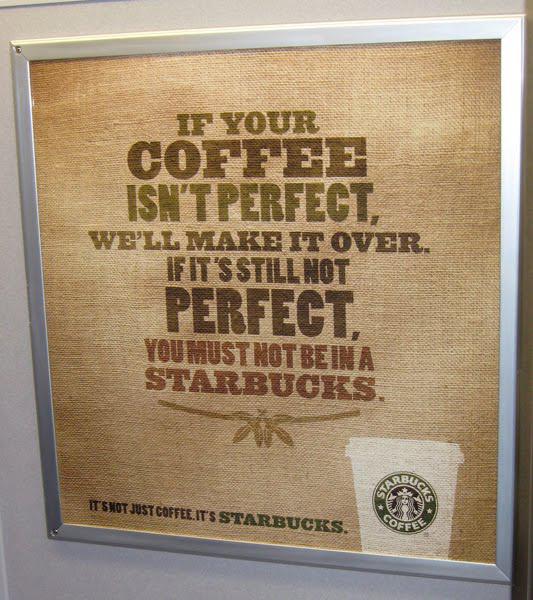 IF YOUR
COFFEE
ISN'T PERFECT,
WE'LL MAKE IT OVER.
IF IT'S STILL NOT
PERFECT,
YOU MUST NOT BE IN A
STARBUCKS.
IT'S NOT JUST COFFEE. IT'S STARBUCKS.
STARBUCKS
COFFEE